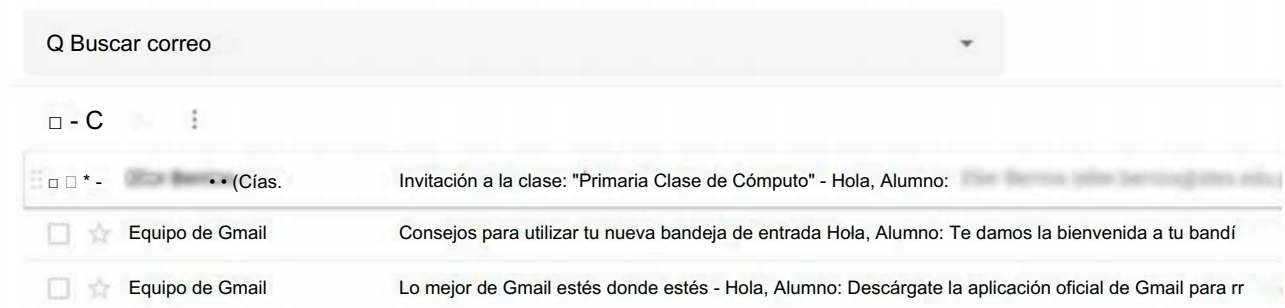 Q Buscar correo
□ - C
□ □ * - • • (Cías. Invitación a la clase: "Primaria Clase de Cómputo" - Hola, Alumno:
Equipo de Gmail Consejos para utilizar tu nueva bandeja de entrada Hola, Alumno: Te damos la bienvenida a tu bandí
Equipo de Gmail Lo mejor de Gmail estés donde estés - Hola, Alumno: Descárgate la aplicación oficial de Gmail para rr